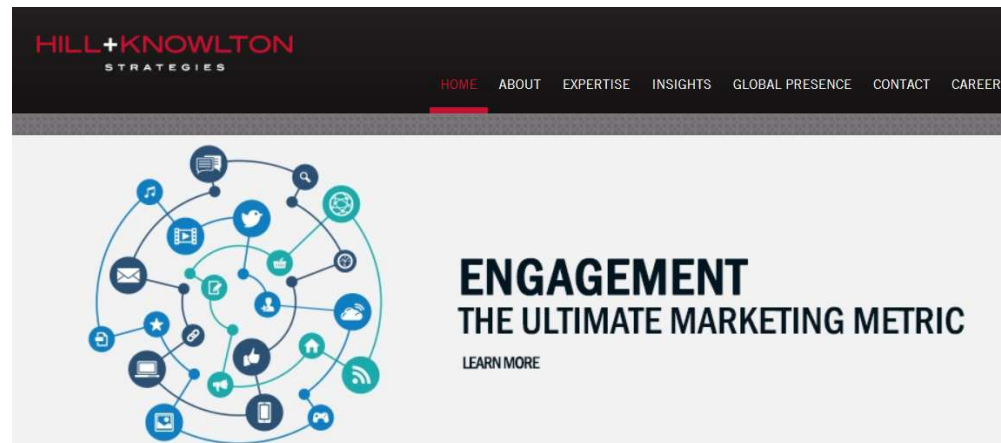 HILL+KNOWLTON
STRATEGIES
HOME ABOUT EXPERTISE INSIGHTS GLOBAL PRESENCE CONTACT CAREER
ENGAGEMENT
THE ULTIMATE MARKETING METRIC
LEARN MORE